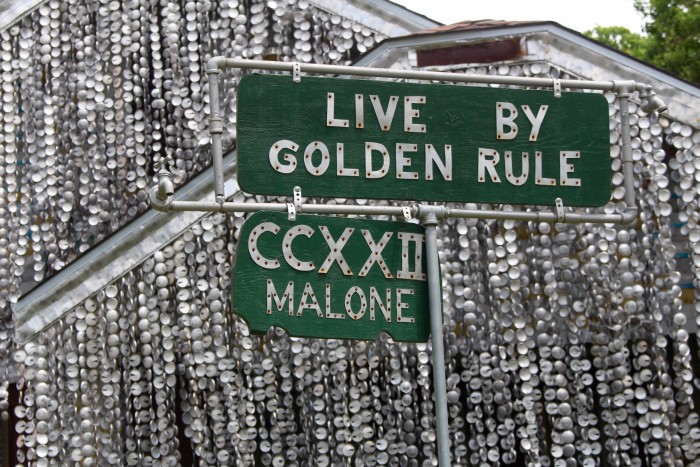 LIVE BY
GOLDEN RULE
CCXXII
MALONE